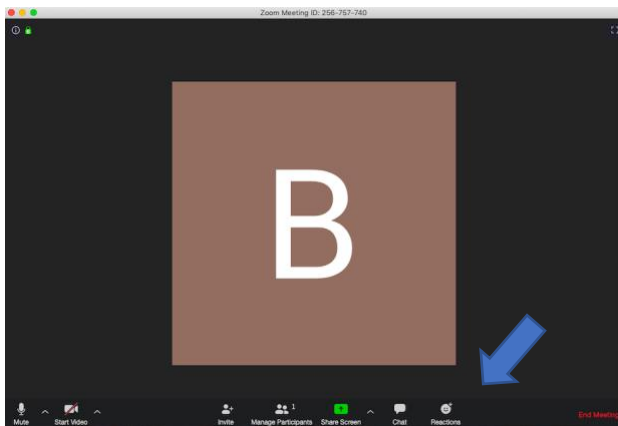 Zoom Meeting ID: 256-757-740
B
1
Mute Start Video Invite Manage Participants Share Screen Chat Reactions End Meeting